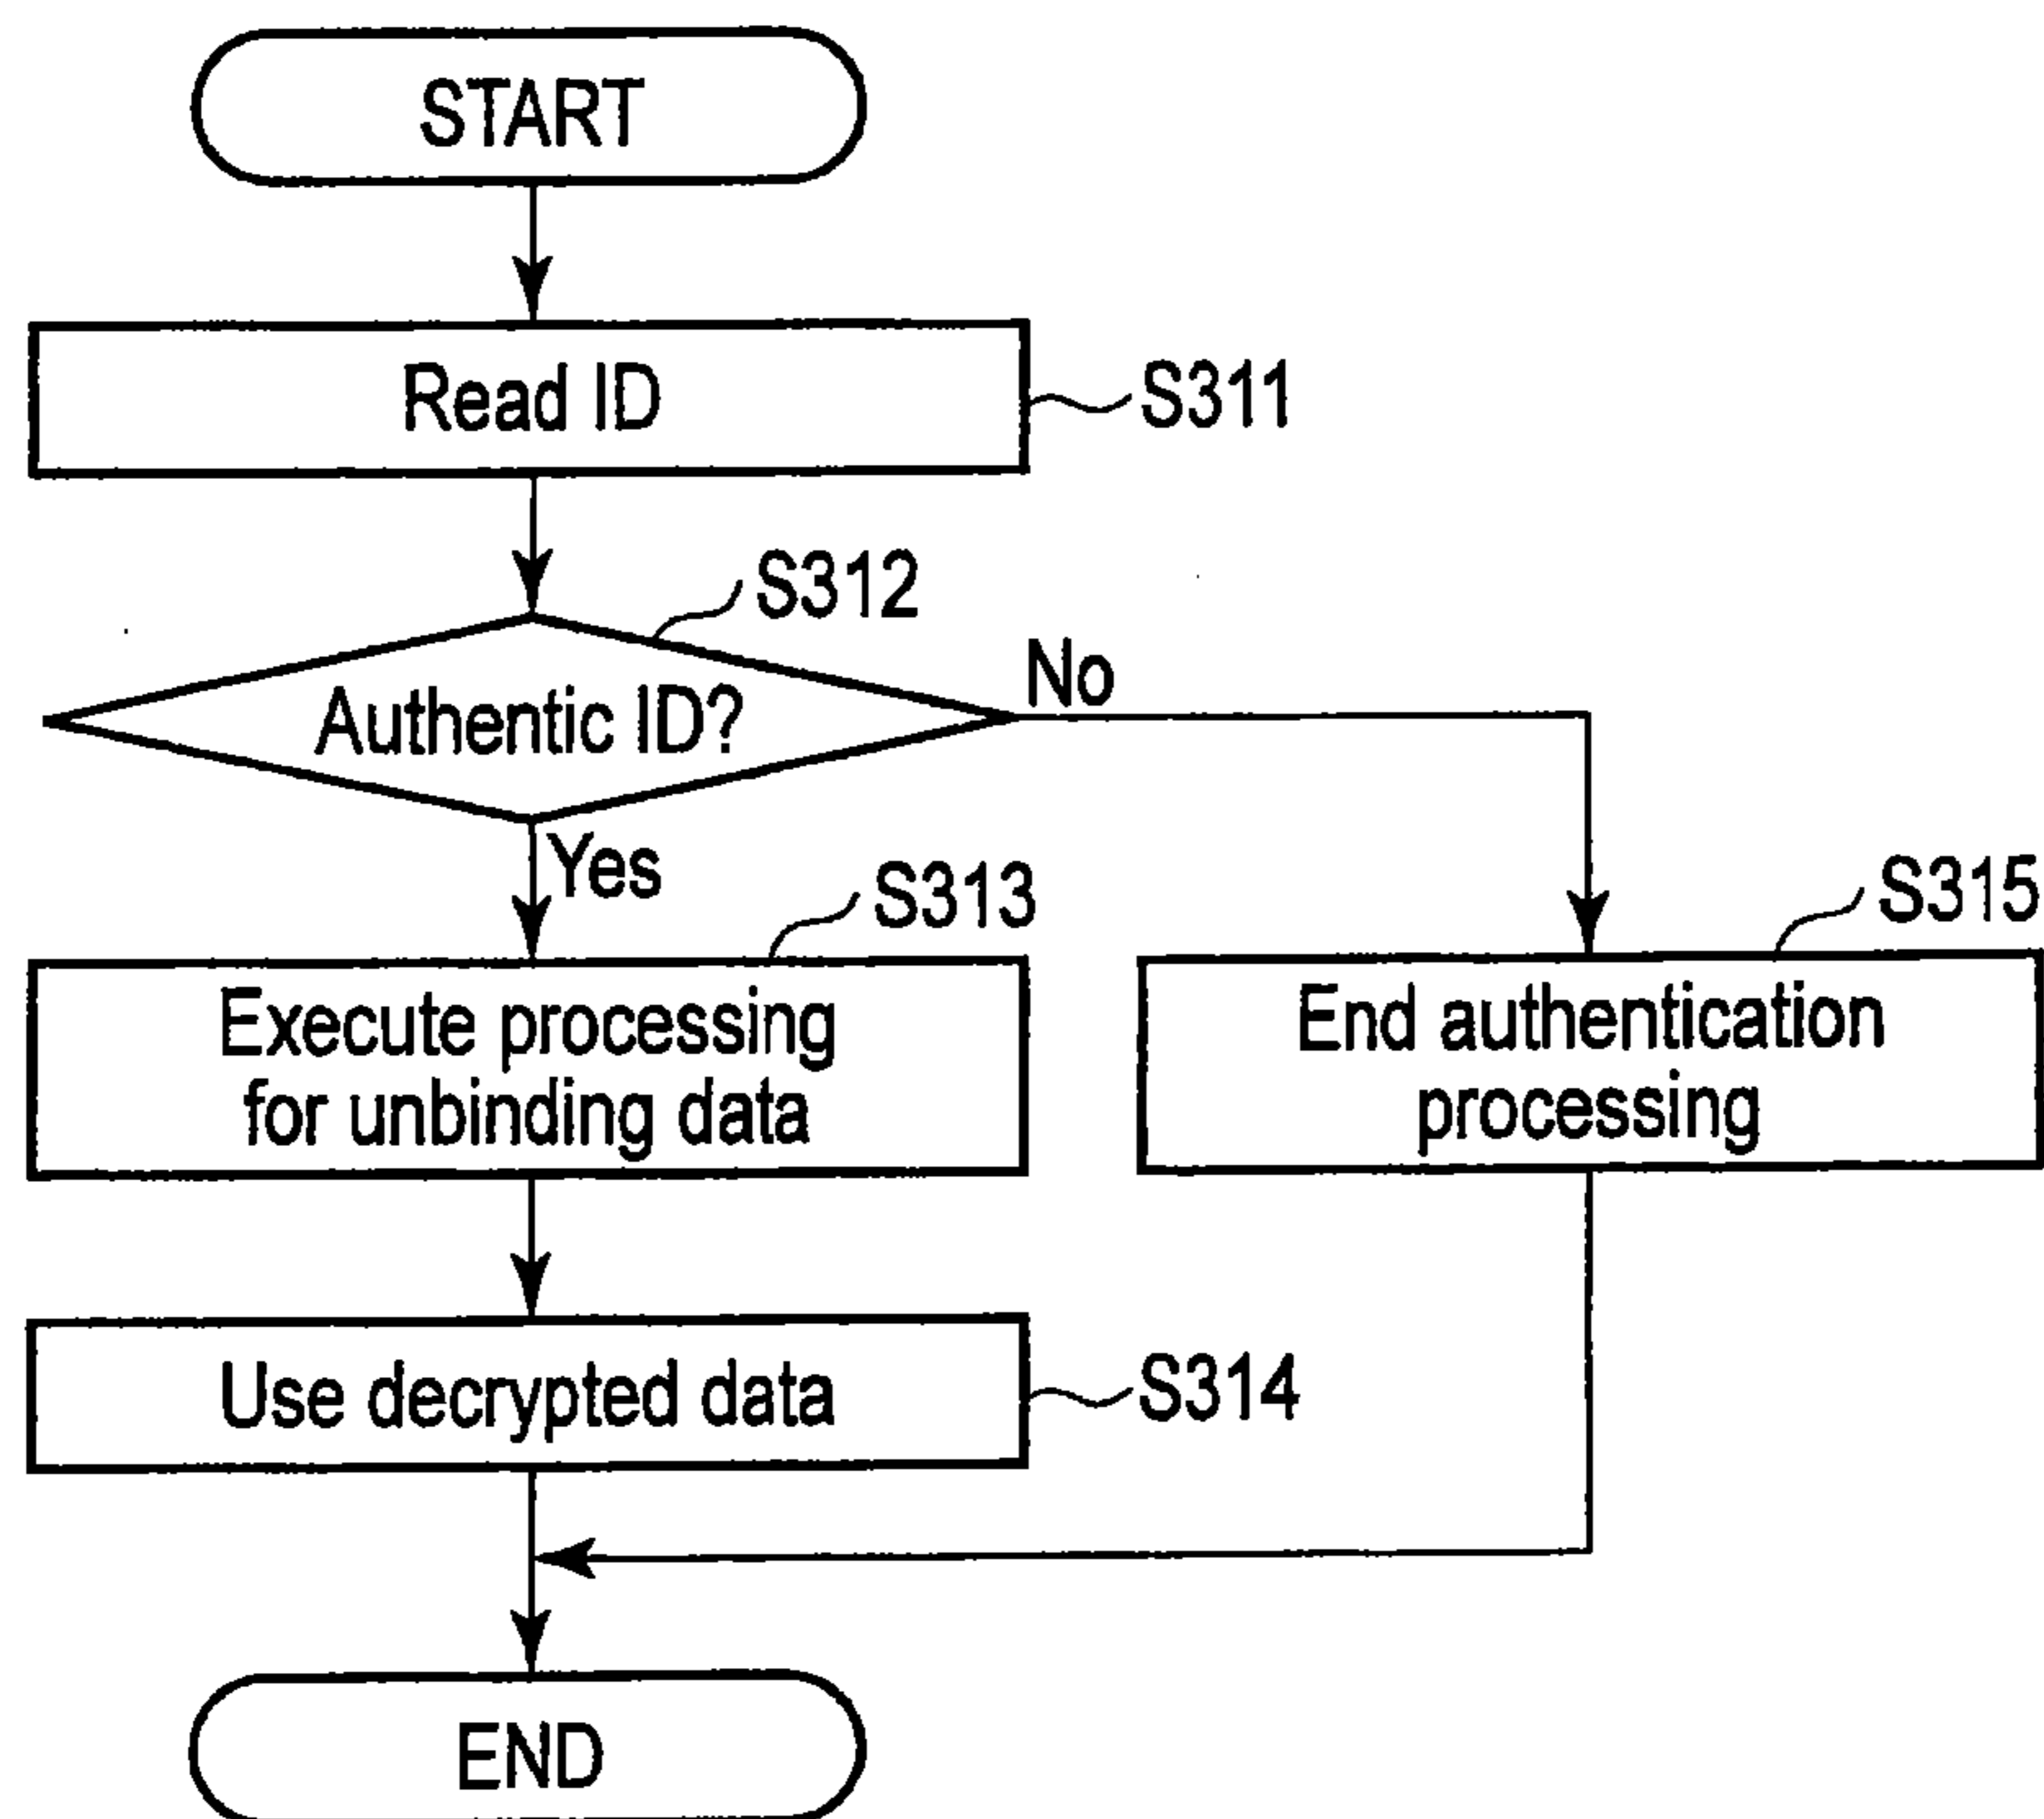 START
Read ID
S311
S312
Authentic ID?
No
Yes
S313
Execute processing
for unbinding data
S315
End authentication
processing
Use decrypted data
S314
END